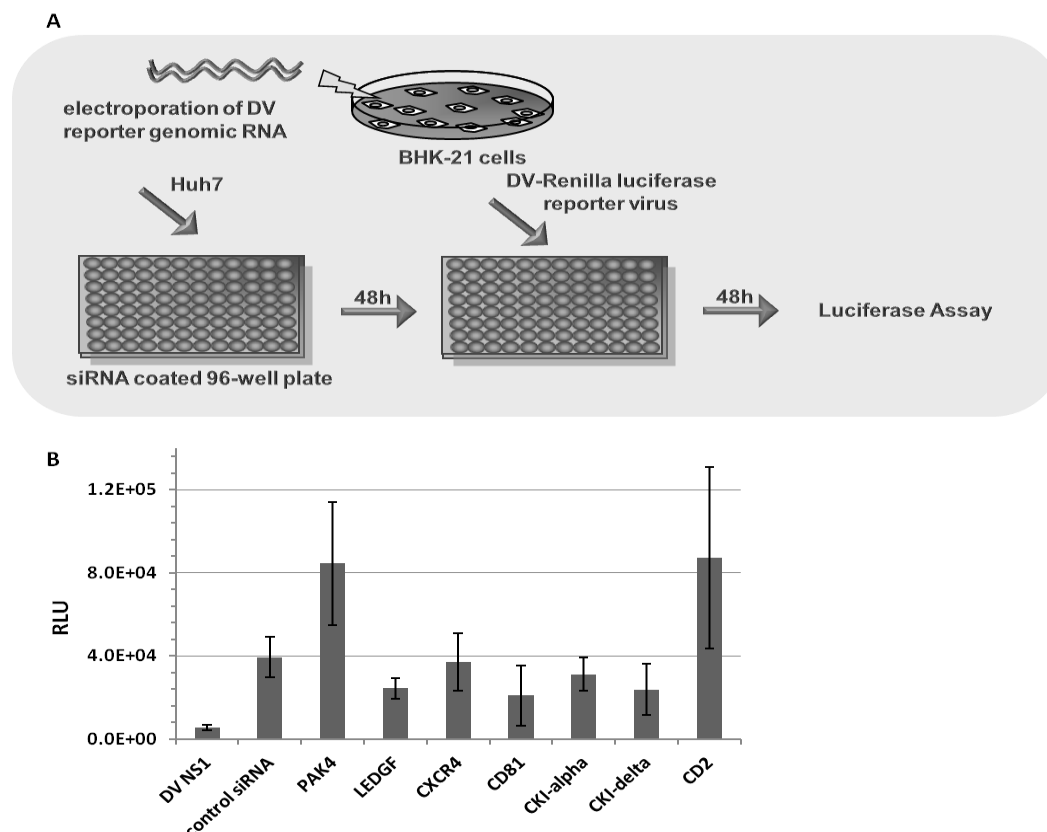 A
electroporation of DV
reporter genomic RNA
BHK-21 cells
Huh7
DV-Renilla luciferase
reporter virus
48h
48h
Luciferase Assay
siRNA coated 96-well plate
B
1.2E+05
8.0E+04
4.0E+04
0.0E+00
RLU
DV NS1
control siRNA
PAK4
LEDGF
CXCR4
CD81
CKI-alpha
CKI-delta
CD2